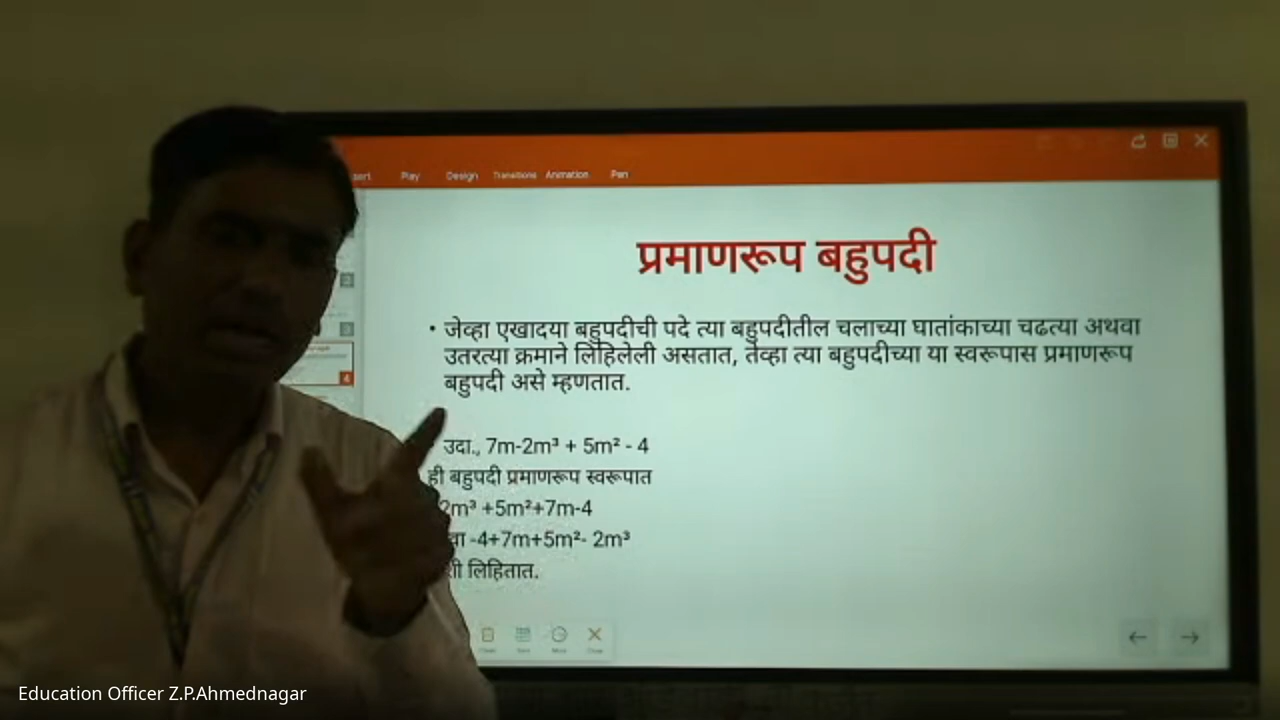 Play Design Transitions Animation Pen
प्रमाणरूप बहुपदी
• जेव्हा एखादया बहुपदीची पदे त्या बहुपदीतील चलाच्या घातांकाच्या चढत्या अथवा
उतरत्या क्रमाने लिहिलेली असतात, तेव्हा त्या बहुपदीच्या या स्वरूपास प्रमाणरूप
बहुपदी असे म्हणतात.
उदा., 7m-2m³ + 5m² - 4
ही बहुपदी प्रमाणरूप स्वरूपात
2m³ +5m²+7m-4
-4+7m+5m²- 2m³
लिहितात.
4
Education Officer Z.P.Ahmednagar